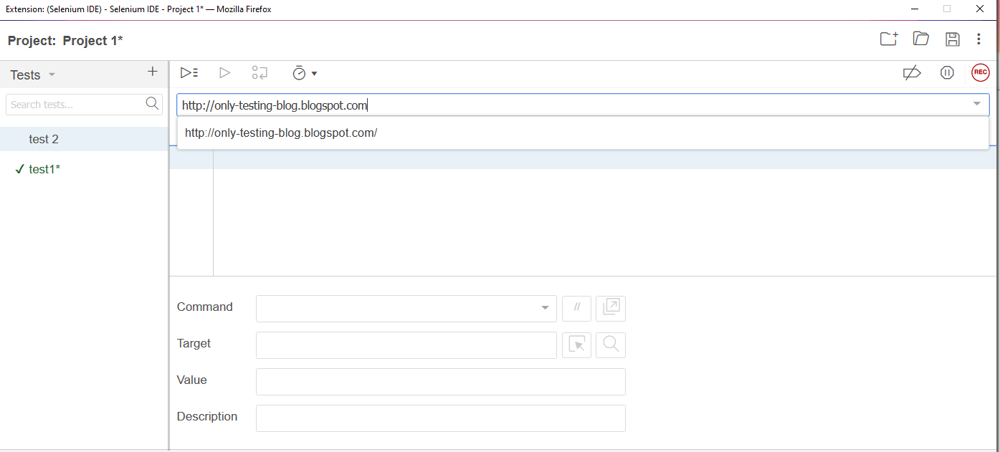 Extension: (Selenium IDE) - Selenium IDE - Project 1* — Mozilla Firefox
Project: Project 1*
Tests
REC
Search tests...
http://only-testing-blog.blogspot.com
http://only-testing-blog.blogspot.com/
test 2
✓ test1*
Command
//
Target
Value
Description